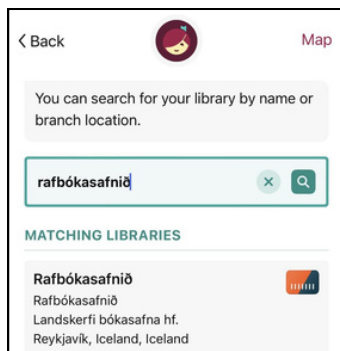 Back
Map
You can search for your library by name or
branch location.
rafbókasafnið
MATCHING LIBRARIES
Rafbókasafnið
Rafbókasafnið
Landskerfi bókasafna hf.
Reykjavík, Iceland, Iceland